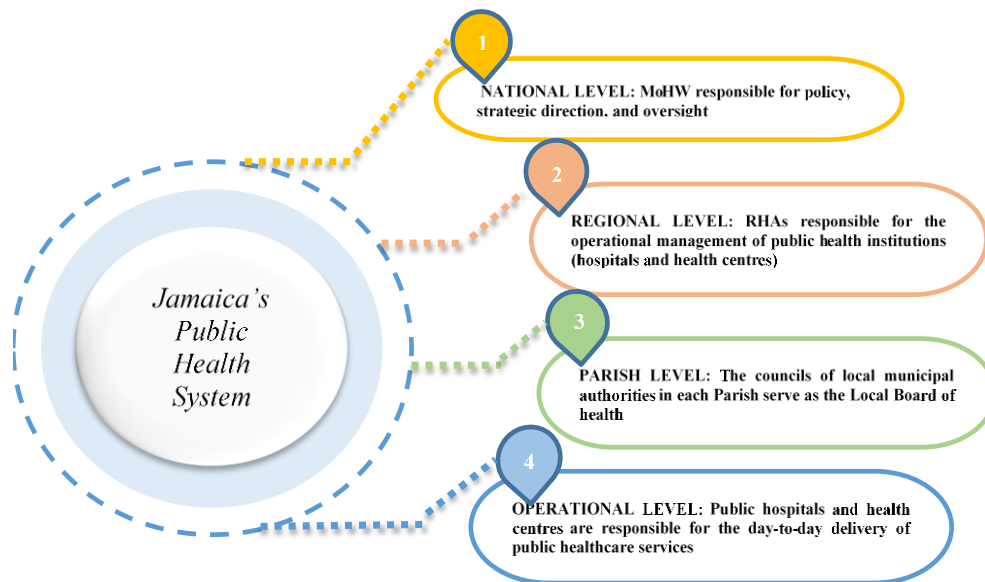 1
NATIONAL LEVEL: MoHW responsible for policy,
strategic direction, and oversight
2
REGIONAL LEVEL: RHAs responsible for the
operational management of public health institutions
(hospitals and health centres)
Jamaica's
Public
Health
System
3
PARISH LEVEL: The councils of local municipal
authorities in each Parish serve as the Local Board of
health
4
OPERATIONAL LEVEL: Public hospitals and health
centres are responsible for the day-to-day delivery of
public healthcare services